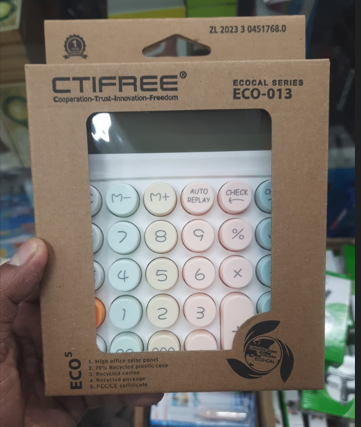 ZL 2023 3 0451768.0
CTIFREE®
Cooperation-Trust-Innovation-Freedom
ECOCAL SERIES
ECO-013
M- M+ AUTO REPLAY CHECK
7 8 9 %
4 5 6 ×
1 2 3
ECO⁵
1. High office solar panel
2. 70% Recycled plastic case
3. Recycled carton
4. Recycled package
5. FCC/CE certificate